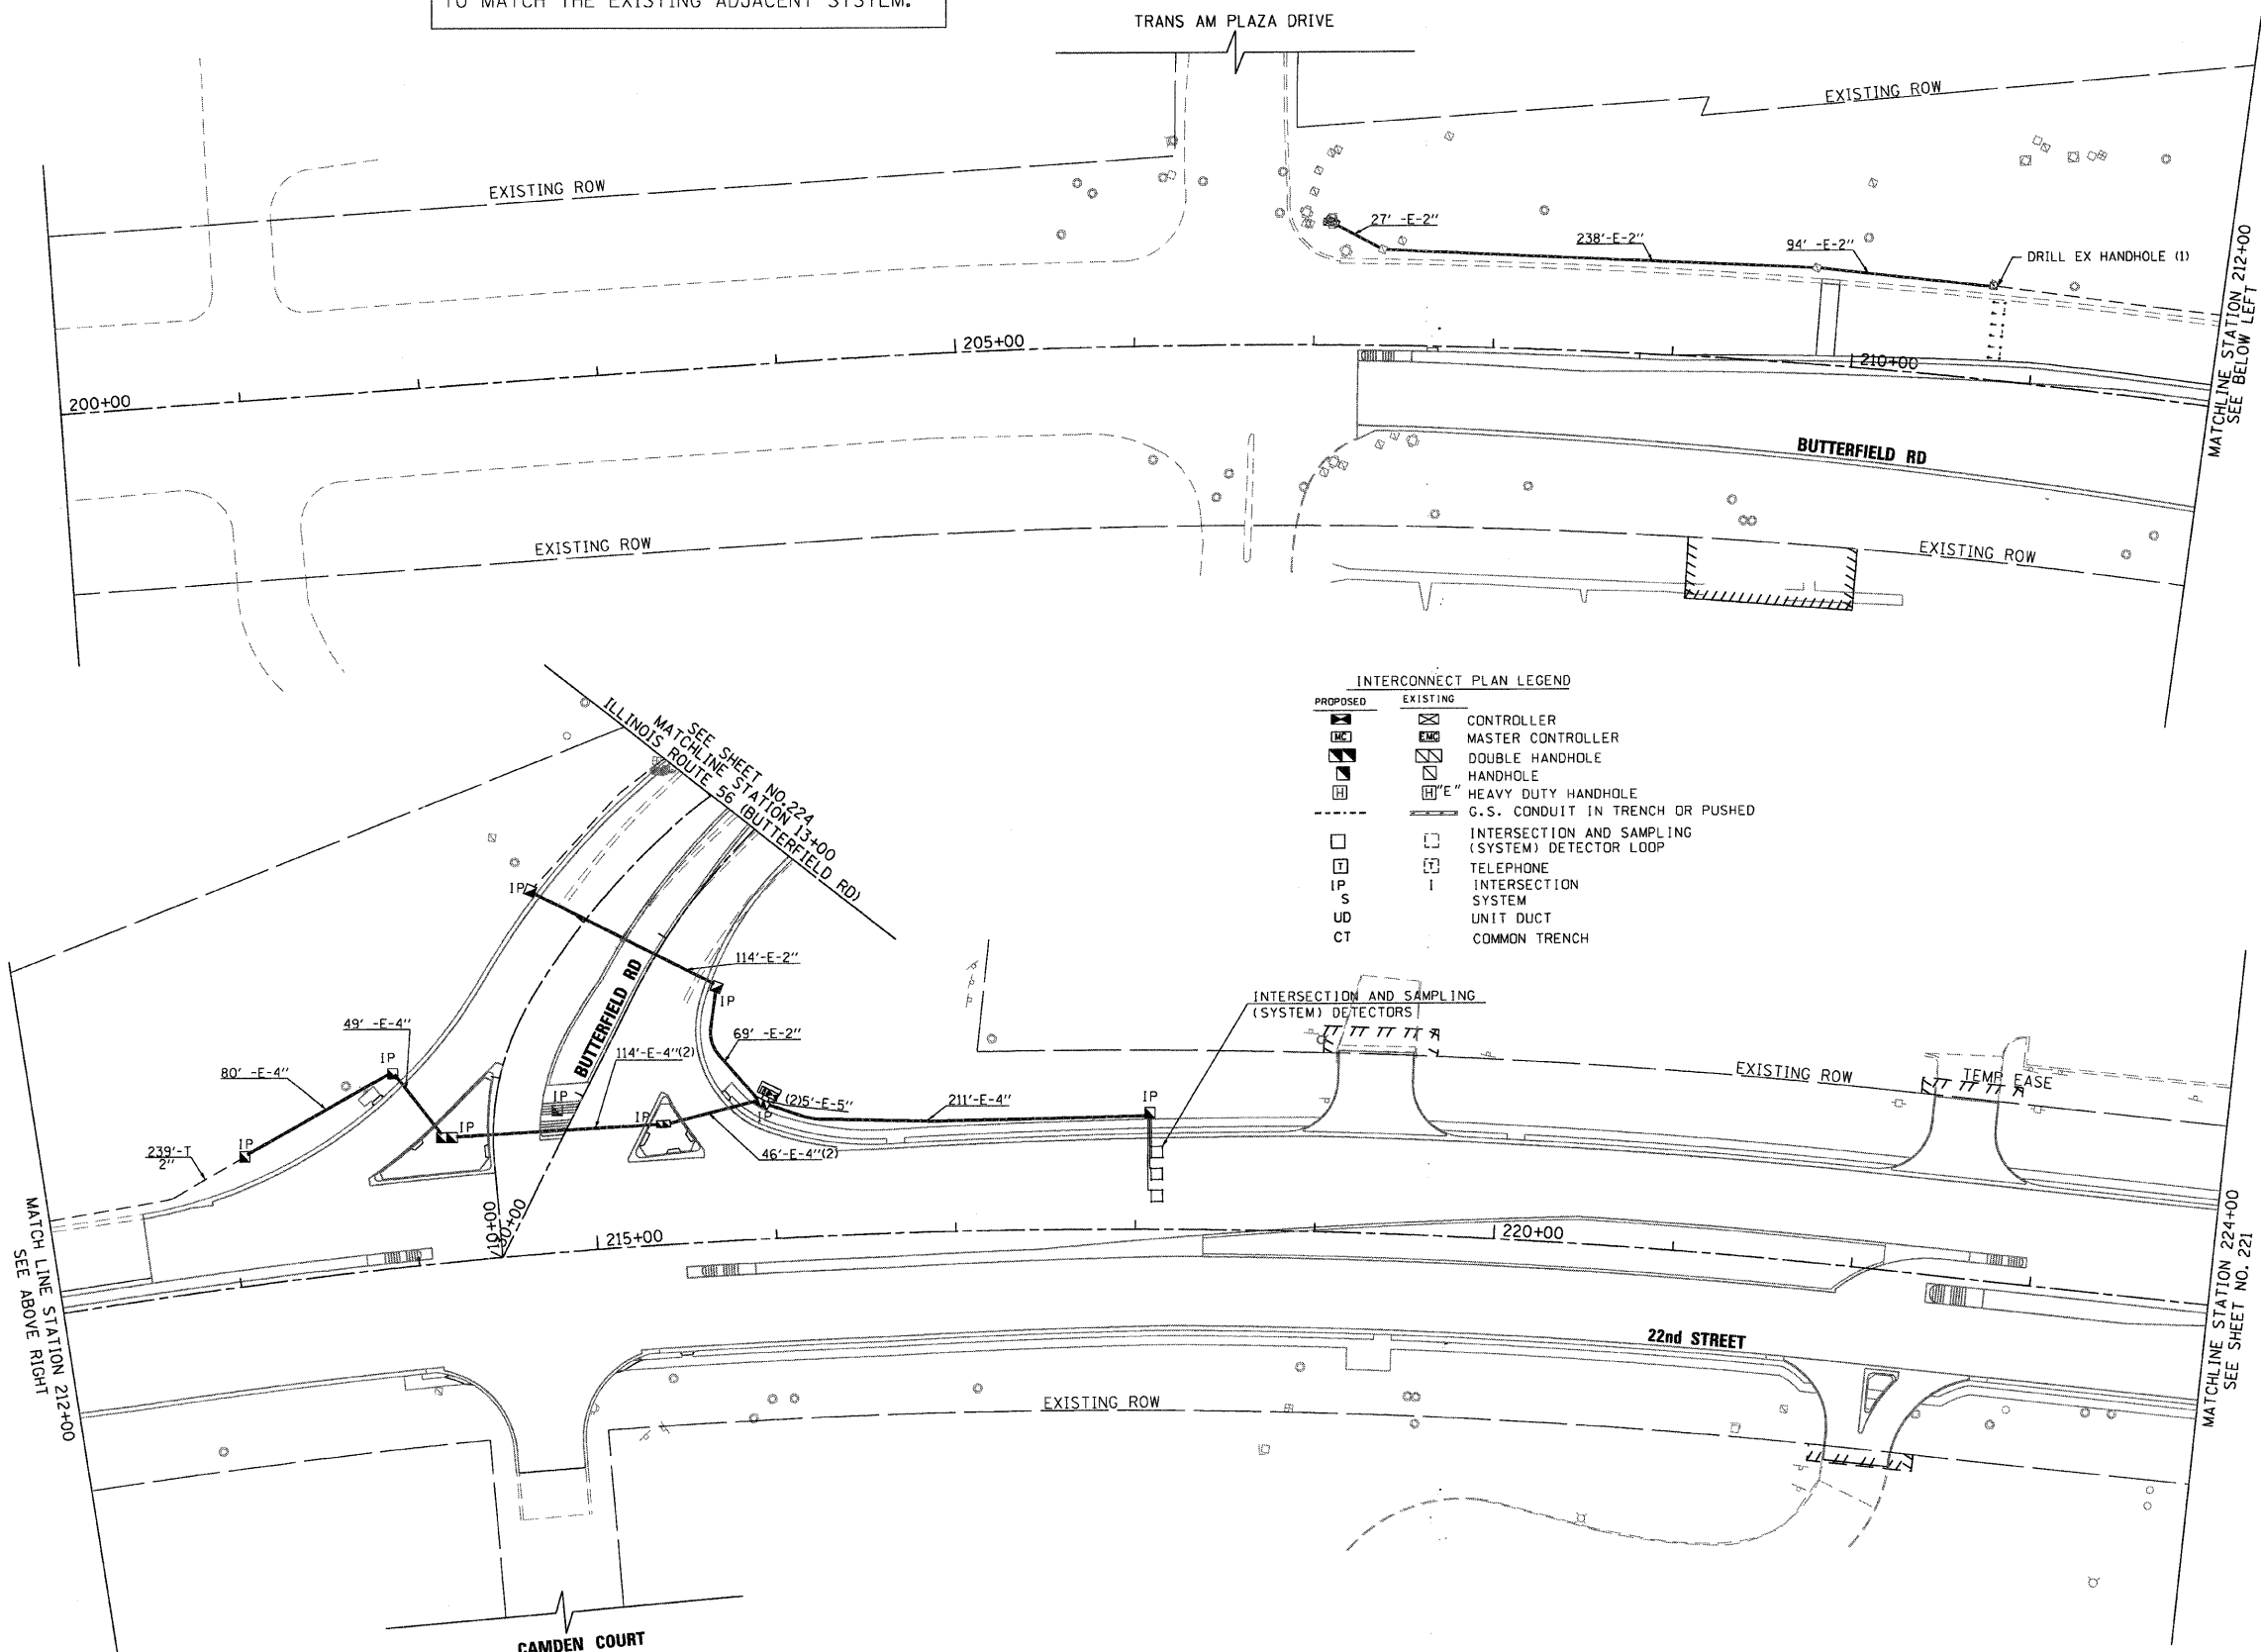 TO MATCH THE EXISTING ADJACENT SYSTEM.
TRANS AM PLAZA DRIVE
EXISTING ROW
EXISTING ROW
27' -E-2"
238'-E-2"
94' -E-2"
DRILL EX HANDHOLE (1)
MATCHLINE STATION 212+00
SEE BELOW LEFT
200+00
205+00
210+00
BUTTERFIELD RD
EXISTING ROW
EXISTING ROW
SEE SHEET NO.224
MATCHLINE STATION 13+00
ILLINOIS ROUTE 56 (BUTTERFIELD RD)
INTERCONNECT PLAN LEGEND
PROPOSED EXISTING
CONTROLLER
MC EMC MASTER CONTROLLER
DOUBLE HANDHOLE
HANDHOLE
H H"E" HEAVY DUTY HANDHOLE
G.S. CONDUIT IN TRENCH OR PUSHED
INTERSECTION AND SAMPLING
(SYSTEM) DETECTOR LOOP
T T TELEPHONE
IP I INTERSECTION
S SYSTEM
UD UNIT DUCT
CT COMMON TRENCH
IP
114'-E-2"
IP
BUTTERFIELD RD
INTERSECTION AND SAMPLING
(SYSTEM) DETECTORS
49' -E-4"
69' -E-2"
114'-E-4"(2)
IP
80' -E-4"
EXISTING ROW
TEMP EASE
IP
(2)5'-E-5"
211'-E-4"
IP
IP
IP
IP
IP
239'-T
2"
46'-E-4"(2)
10+00
50+00
215+00
220+00
MATCH LINE STATION 212+00
SEE ABOVE RIGHT
MATCHLINE STATION 224+00
SEE SHEET NO. 221
22nd STREET
EXISTING ROW
CAMDEN COURT